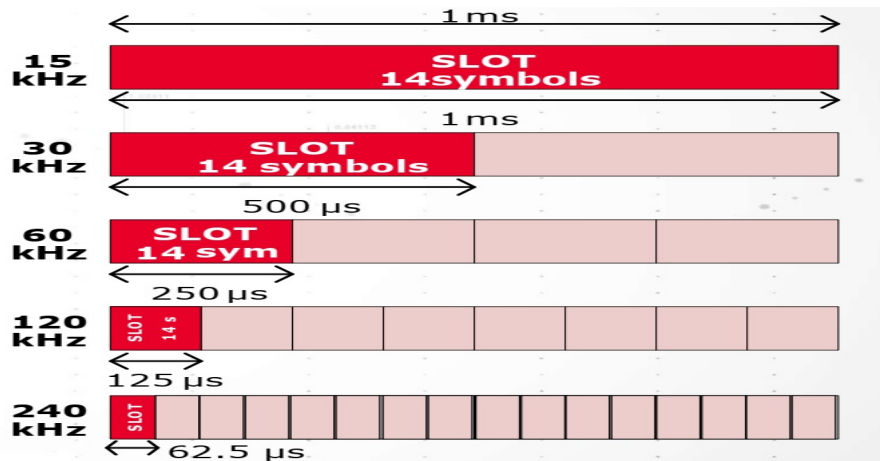 1 ms
15 kHz
SLOT
14symbols
1 ms
30 kHz
SLOT
14 symbols
500 µs
60 kHz
SLOT
14 sym
250 µs
120 kHz
SLOT
14 s
125 µs
240 kHz
SLOT
62.5 µs